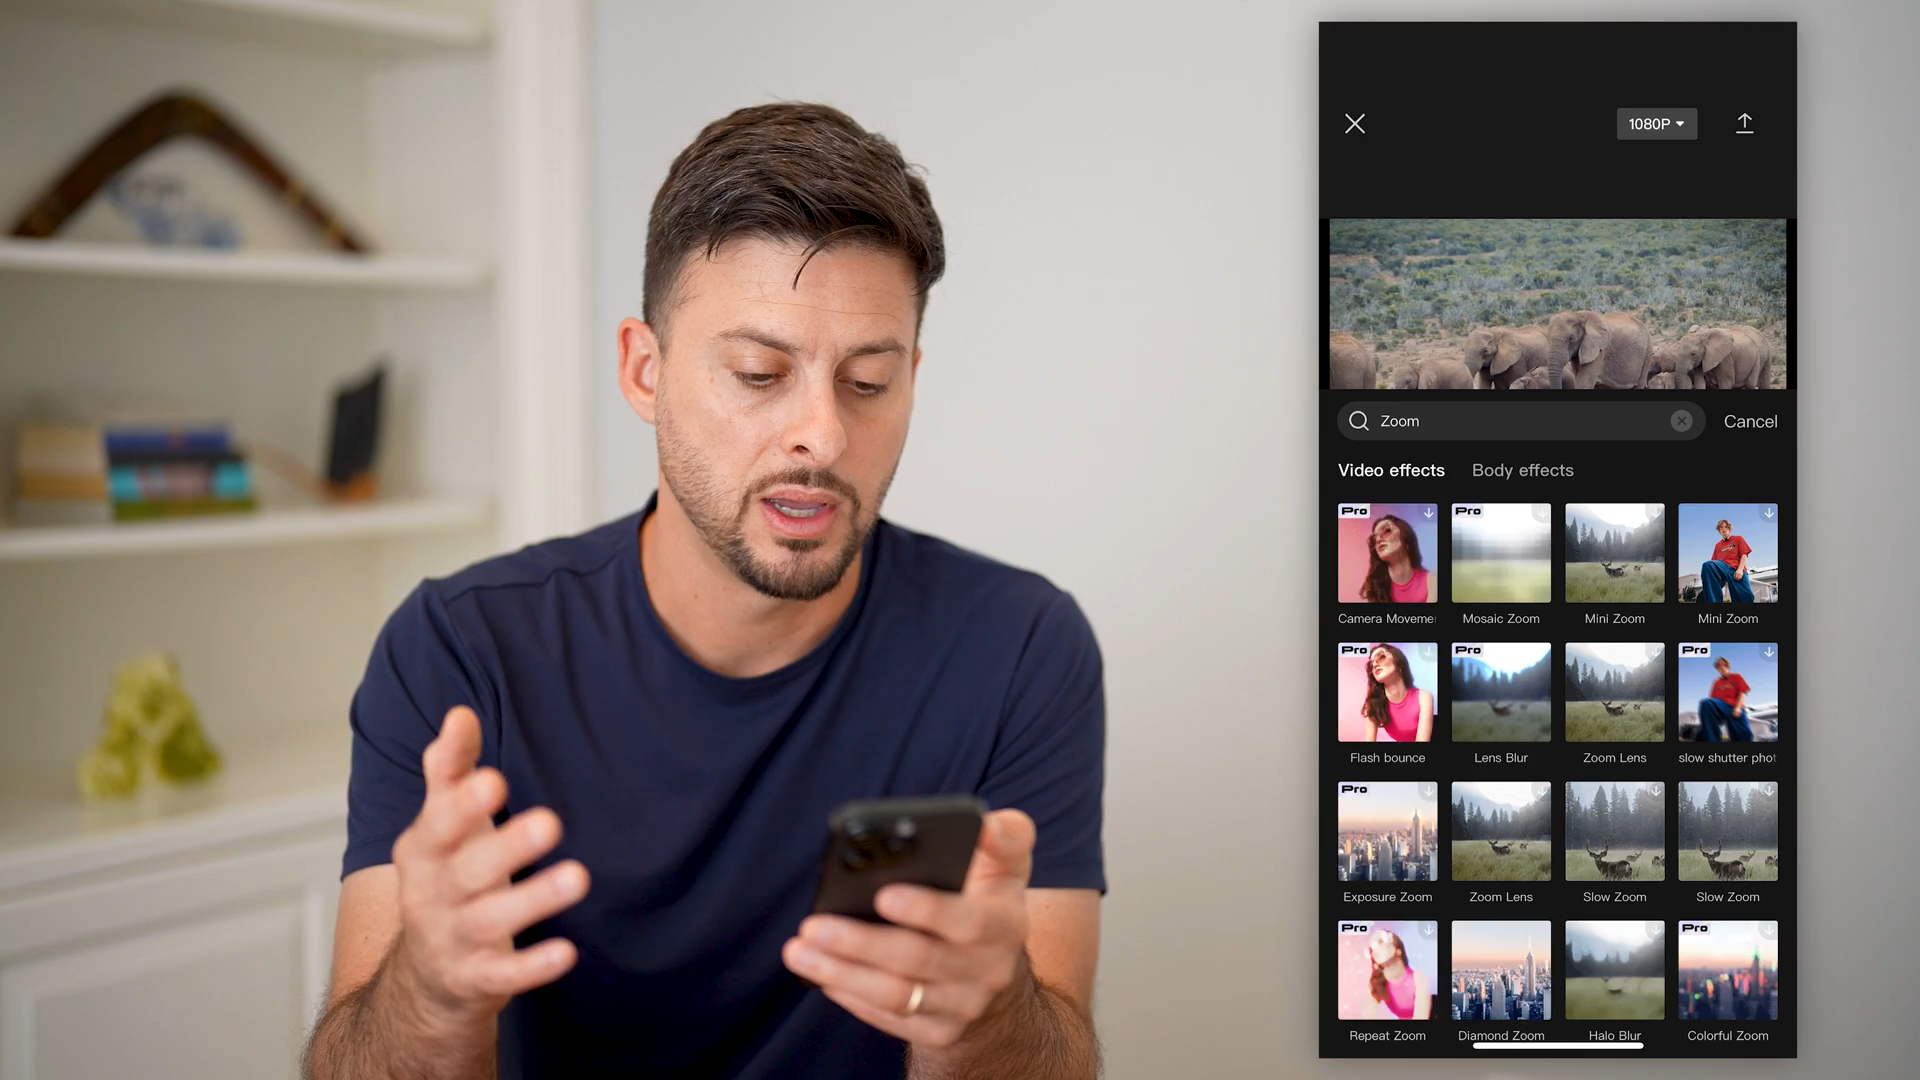 1080P
Zoom
Cancel
Video effects Body effects
Pro Pro
Camera Moveme Mosaic Zoom Mini Zoom Mini Zoom
Pro Pro Pro
Flash bounce Lens Blur Zoom Lens slow shutter phot
Pro
Exposure Zoom Zoom Lens Slow Zoom Slow Zoom
Pro Pro
Repeat Zoom Diamond Zoom Halo Blur Colorful Zoom